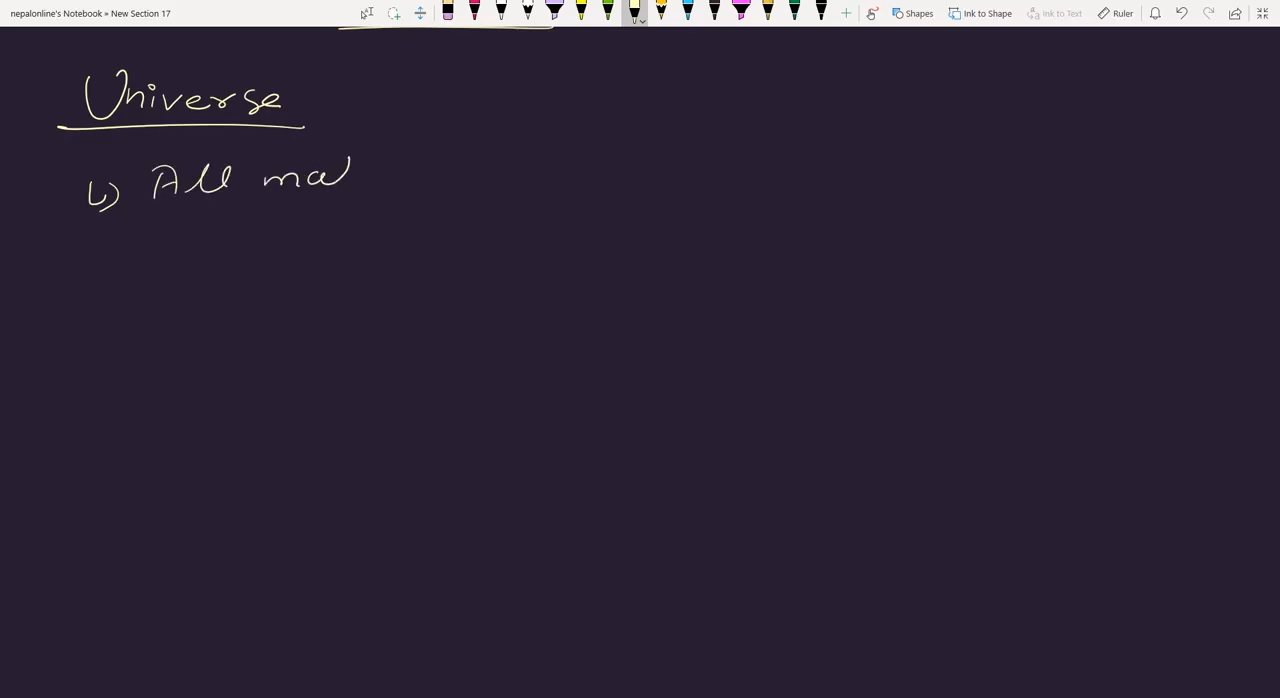 nepalonline's Notebook » New Section 17
Shapes
Ink to Shape
Ink to Text
Ruler
Universe
All ma